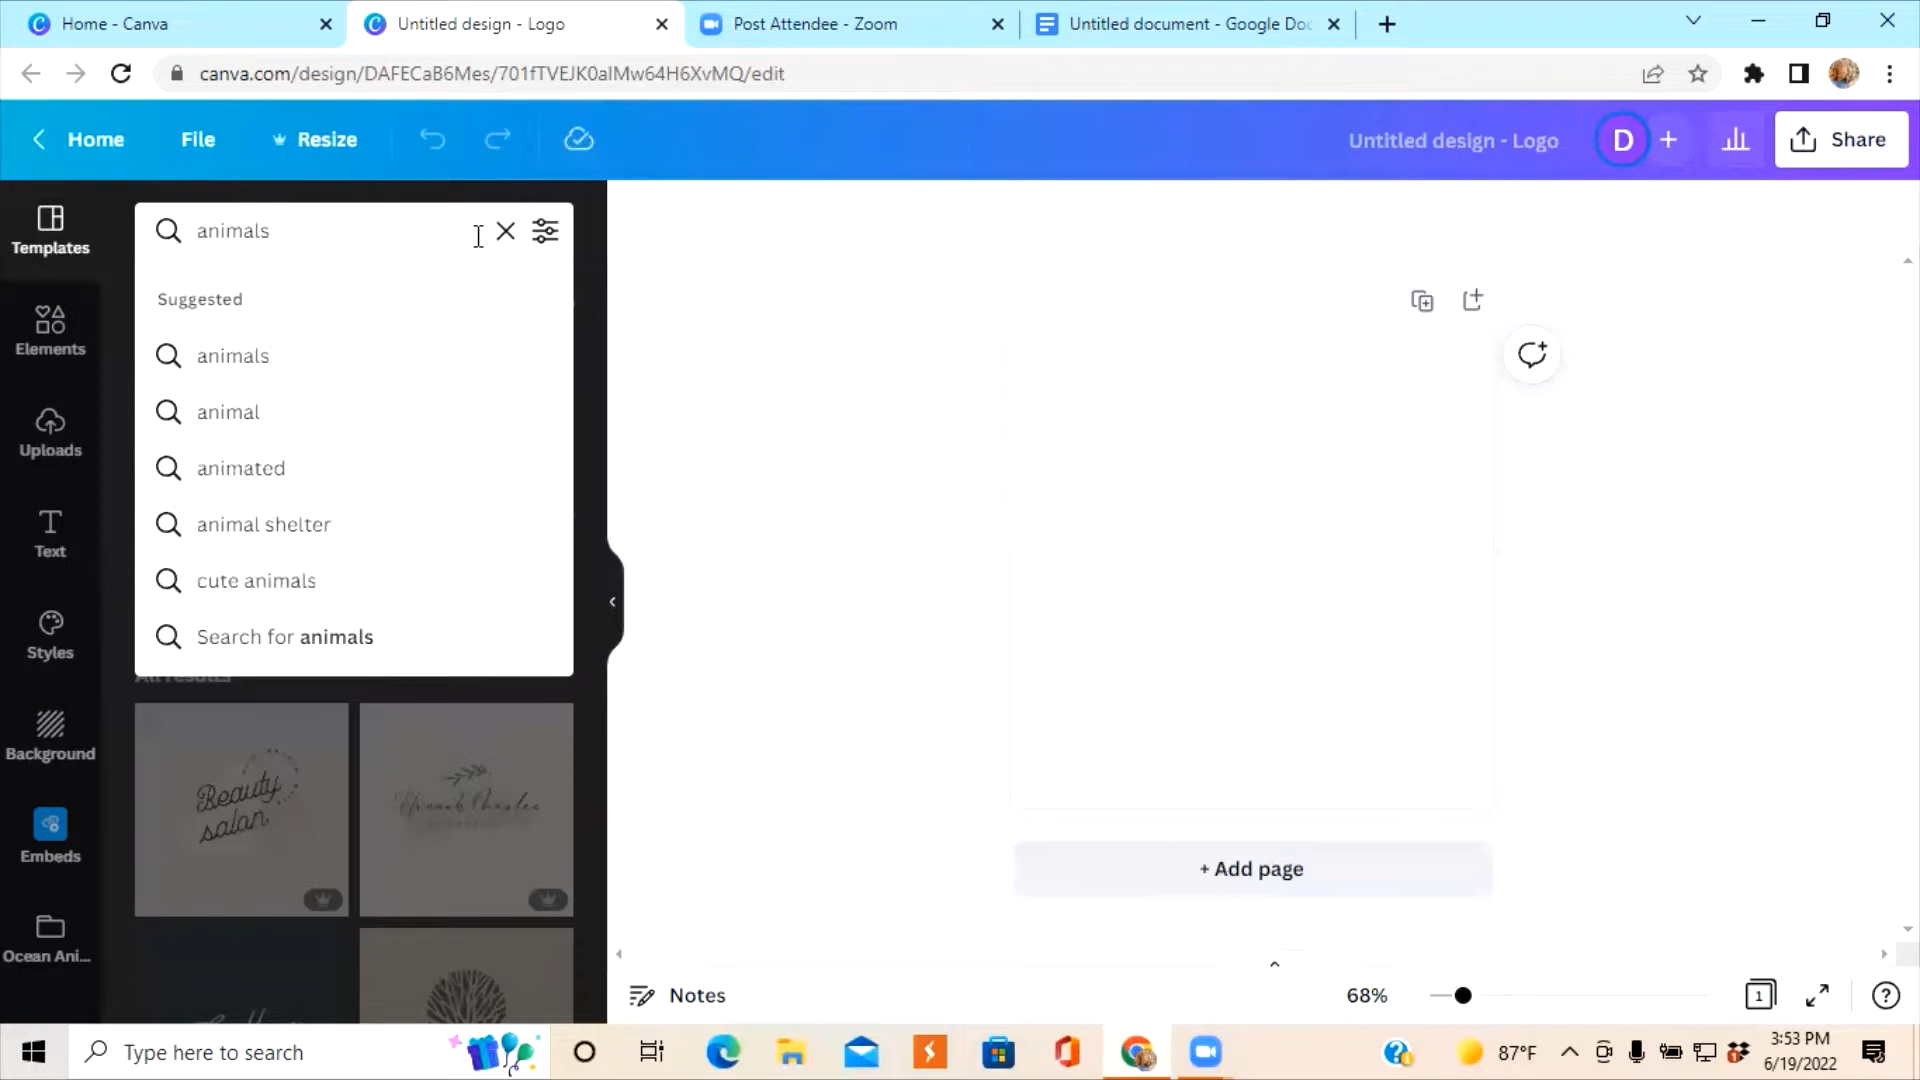 Home - Canva
Untitled design - Logo
Post Attendee - Zoom
Untitled document - Google Doc
canva.com/design/DAFECaB6Mes/701fTVEJK0aIMw64H6XvMQ/edit
Home
File
Resize
Untitled design - Logo
D
Share
Templates
animals
Suggested
Elements
animals
animal
Uploads
animated
Text
animal shelter
cute animals
Styles
Search for animals
All results
Background
Beauty
salon
Embeds
+ Add page
Ocean Ani...
Notes
68%
1
Type here to search
87°F
3:53 PM
6/19/2022